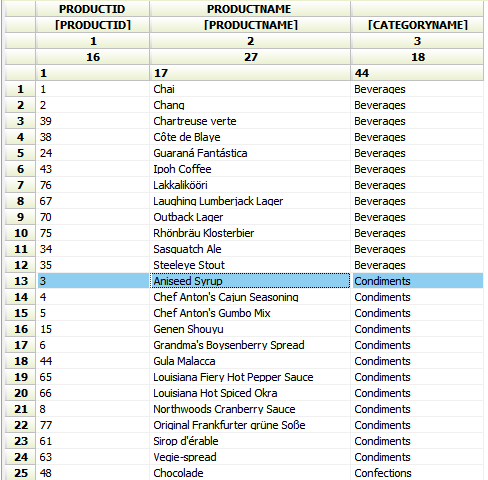 PRODUCTID PRODUCTNAME
[PRODUCTID] [PRODUCTNAME] [CATEGORYNAME]
1 2 3
16 27 18
1 17 44
1 1 Chai Beverages
2 2 Chang Beverages
3 39 Chartreuse verte Beverages
4 38 Côte de Blaye Beverages
5 24 Guaraná Fantástica Beverages
6 43 Ipoh Coffee Beverages
7 76 Lakkalikööri Beverages
8 67 Laughing Lumberjack Lager Beverages
9 70 Outback Lager Beverages
10 75 Rhönbräu Klosterbier Beverages
11 34 Sasquatch Ale Beverages
12 35 Steeleye Stout Beverages
13 3 Aniseed Syrup Condiments
14 4 Chef Anton's Cajun Seasoning Condiments
15 5 Chef Anton's Gumbo Mix Condiments
16 15 Genen Shouyu Condiments
17 6 Grandma's Boysenberry Spread Condiments
18 44 Gula Malacca Condiments
19 65 Louisiana Fiery Hot Pepper Sauce Condiments
20 66 Louisiana Hot Spiced Okra Condiments
21 8 Northwoods Cranberry Sauce Condiments
22 77 Original Frankfurter grüne Soße Condiments
23 61 Sirop d'érable Condiments
24 63 Vegie-spread Condiments
25 48 Chocolade Confections